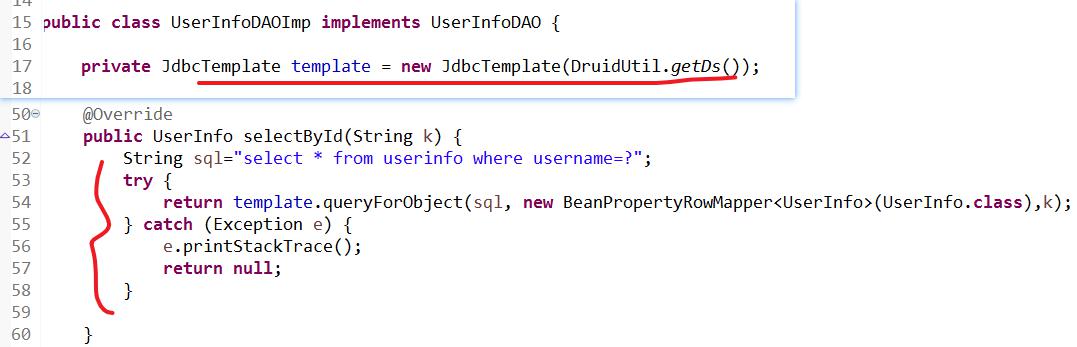 14
15 public class UserInfoDAOImp implements UserInfoDAO {
16
17 private JdbcTemplate template = new JdbcTemplate(DruidUtil.getDs());
18
50 @Override
51 public UserInfo selectById(String k) {
52 String sql="select * from userinfo where username=?";
53 try {
54 return template.queryForObject(sql, new BeanPropertyRowMapper<UserInfo>(UserInfo.class),k);
55 } catch (Exception e) {
56 e.printStackTrace();
57 return null;
58 }
59
60 }